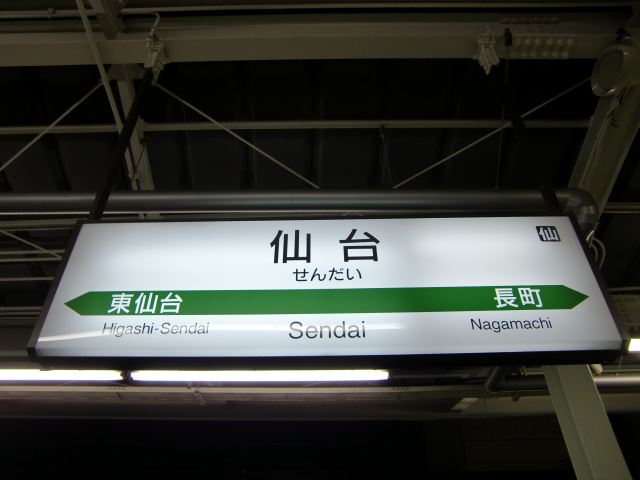 仙台
仙
せんだい
東仙台
長町
Higashi-Sendai
Sendai
Nagamachi